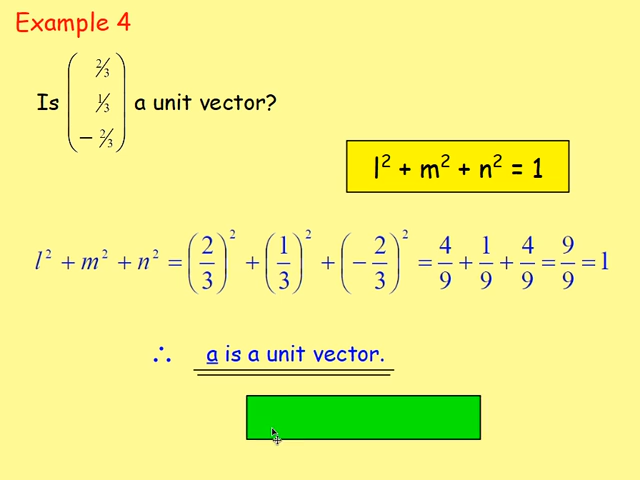 Example 4
Is (2/3 1/3 −2/3) a unit vector?
l² + m² + n² = 1
l² + m² + n² = (2/3)² + (1/3)² + (−2/3)² = 4/9 + 1/9 + 4/9 = 9/9 = 1
∴ a is a unit vector.